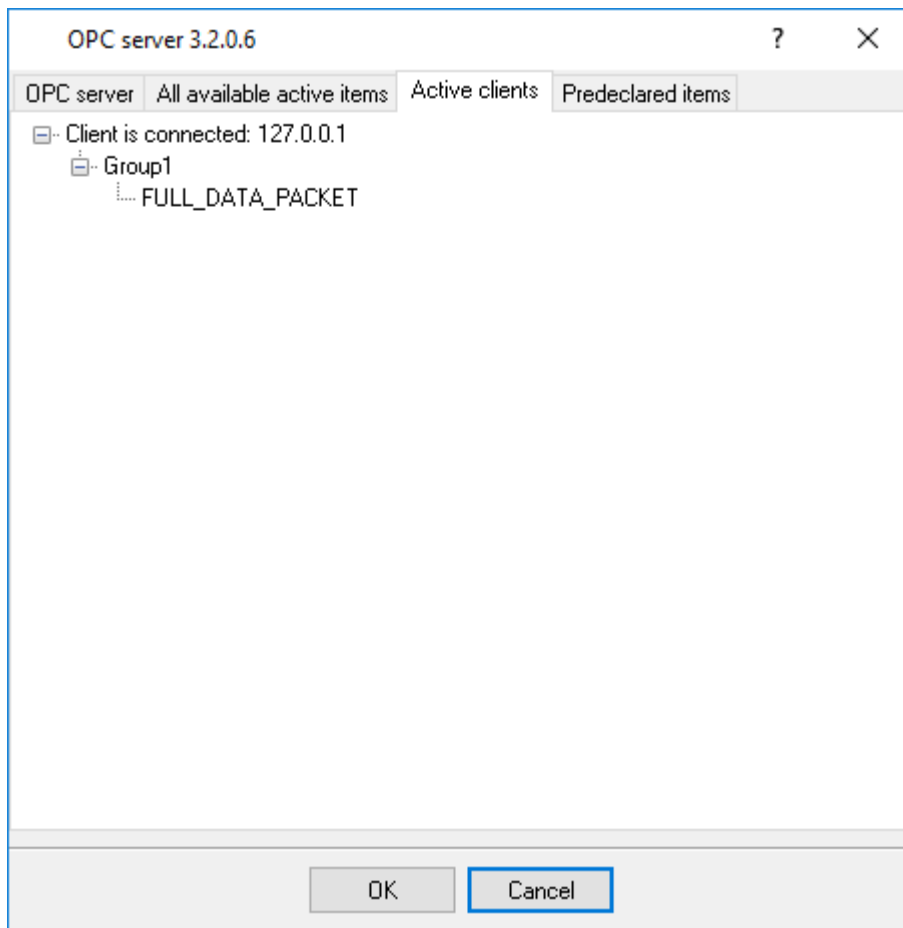 OPC server 3.2.0.6 ?
OPC server All available active items Active clients Predeclared items
Client is connected: 127.0.0.1
Group1
FULL_DATA_PACKET
OK Cancel